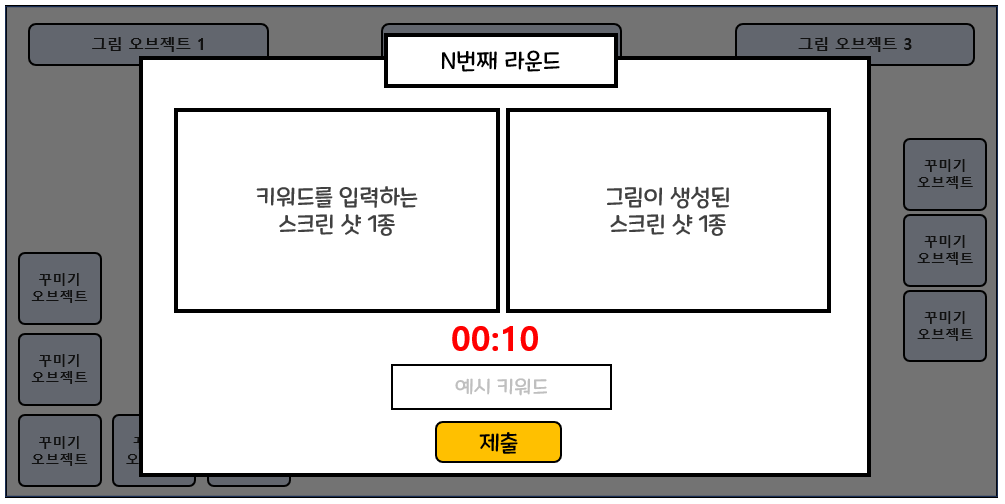 그림 오브젝트 1
그림 오브젝트 3
N번째 라운드
키워드를 입력하는
스크린 샷 1종
그림이 생성된
스크린 샷 1종
꾸미기
오브젝트
꾸미기
오브젝트
꾸미기
오브젝트
꾸미기
오브젝트
00:10
꾸미기
오브젝트
예시 키워드
꾸미기
오브젝트
제출